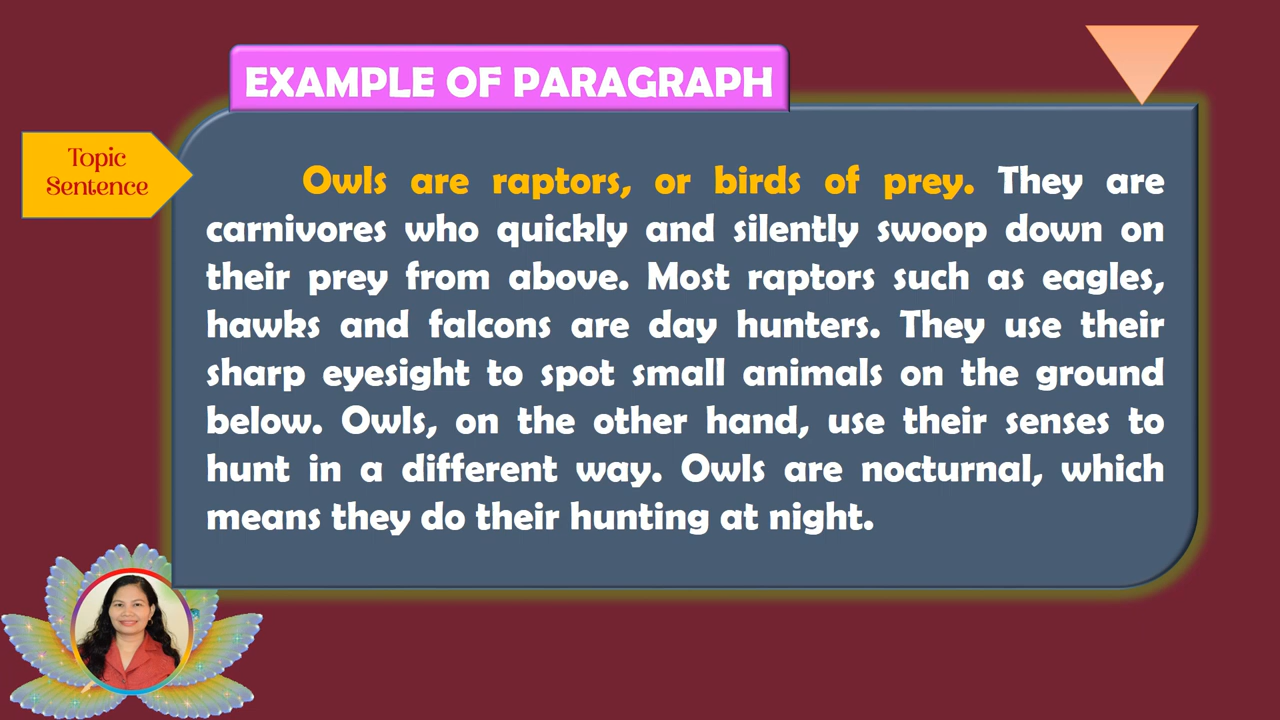 EXAMPLE OF PARAGRAPH
Topic
Sentence
Owls are raptors, or birds of prey. They are
carnivores who quickly and silently swoop down on
their prey from above. Most raptors such as eagles,
hawks and falcons are day hunters. They use their
sharp eyesight to spot small animals on the ground
below. Owls, on the other hand, use their senses to
hunt in a different way. Owls are nocturnal, which
means they do their hunting at night.